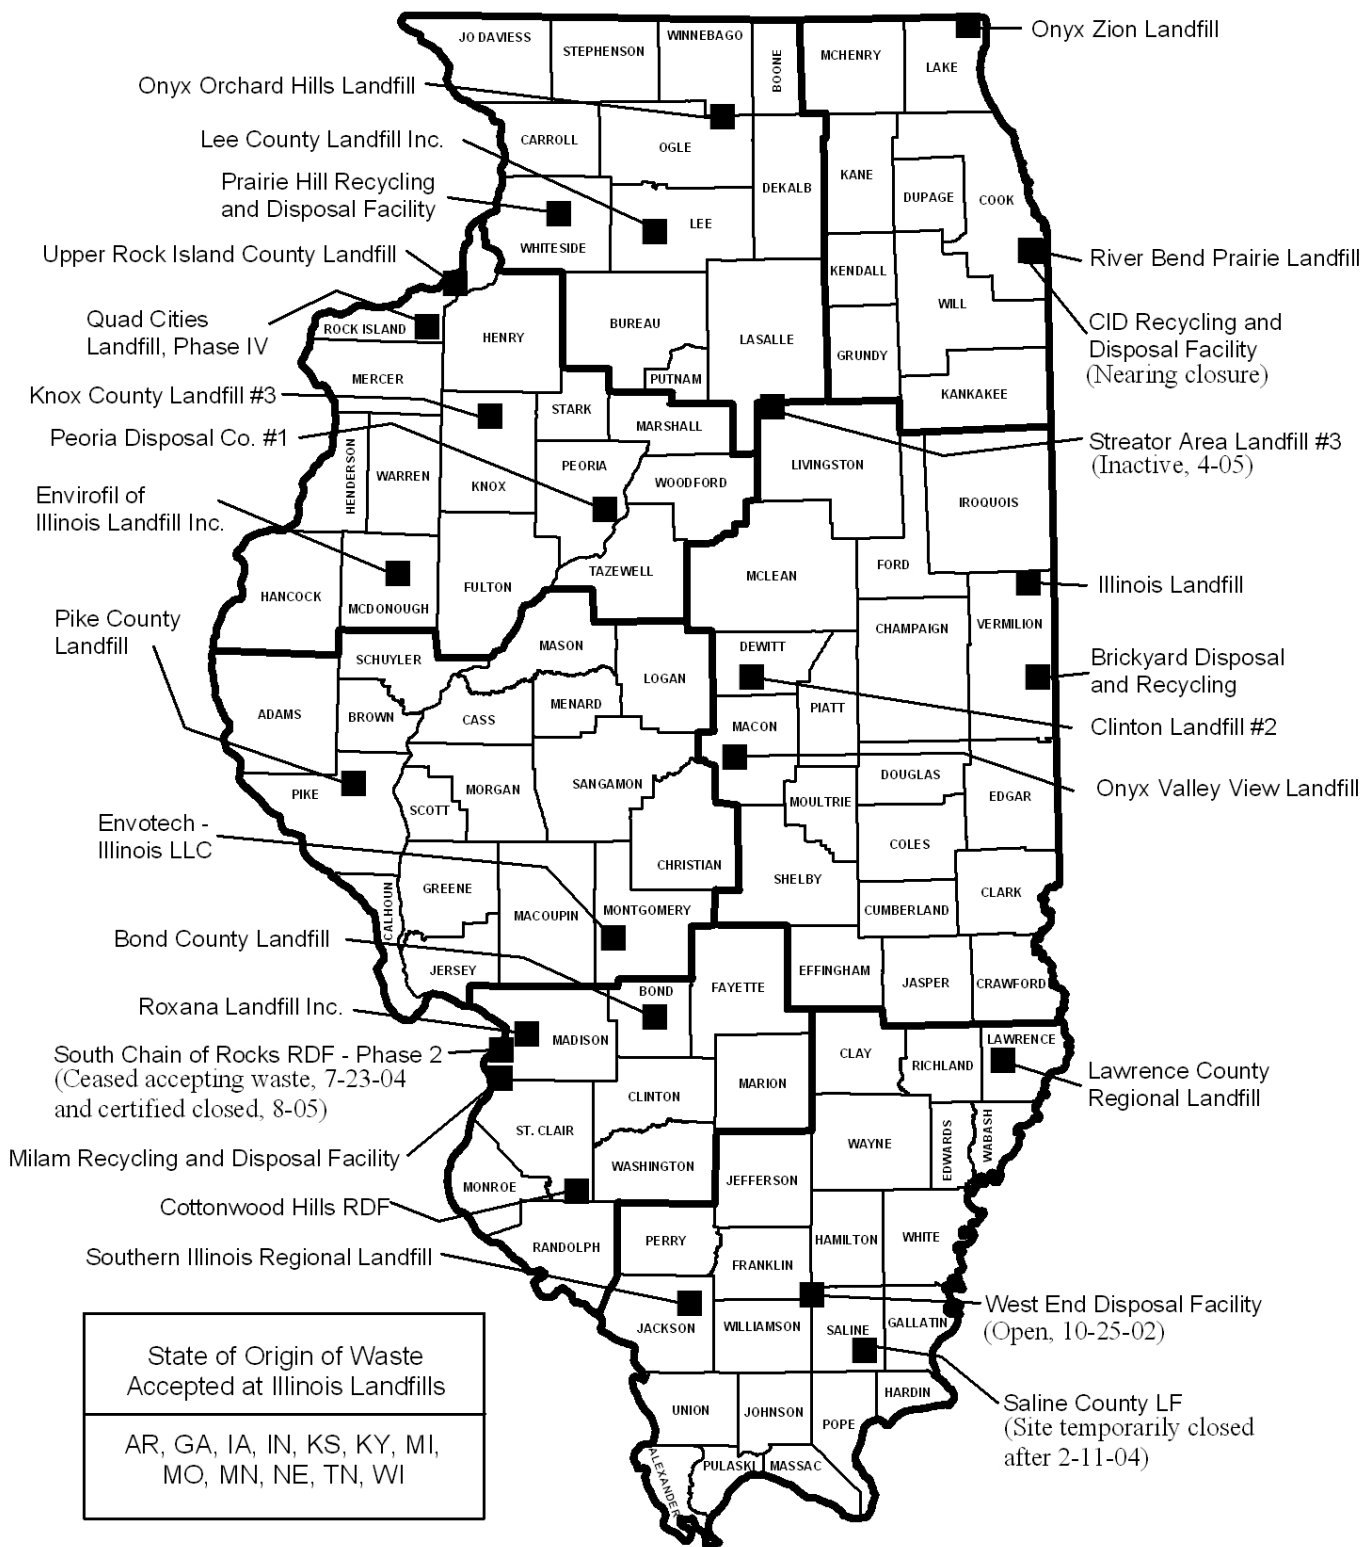 Onyx Zion Landfill
Onyx Orchard Hills Landfill
Lee County Landfill Inc.
Prairie Hill Recycling
and Disposal Facility
Upper Rock Island County Landfill
Quad Cities
Landfill, Phase IV
Knox County Landfill #3
Peoria Disposal Co. #1
Envirofil of
Illinois Landfill Inc.
Pike County
Landfill
Envotech -
Illinois LLC
Bond County Landfill
Roxana Landfill Inc.
South Chain of Rocks RDF - Phase 2
(Ceased accepting waste, 7-23-04
and certified closed, 8-05)
Milam Recycling and Disposal Facility
Cottonwood Hills RDF
Southern Illinois Regional Landfill
River Bend Prairie Landfill
CID Recycling and
Disposal Facility
(Nearing closure)
Streator Area Landfill #3
(Inactive, 4-05)
Illinois Landfill
Brickyard Disposal
and Recycling
Clinton Landfill #2
Onyx Valley View Landfill
Lawrence County
Regional Landfill
West End Disposal Facility
(Open, 10-25-02)
Saline County LF
(Site temporarily closed
after 2-11-04)
JO DAVIESS
STEPHENSON
WINNEBAGO
BOONE
MCHENRY
LAKE
CARROLL
OGLE
DEKALB
KANE
DUPAGE
COOK
WHITESIDE
LEE
KENDALL
WILL
ROCK ISLAND
HENRY
BUREAU
LASALLE
GRUNDY
PUTNAM
KANKAKEE
MERCER
STARK
MARSHALL
HENDERSON
WARREN
KNOX
PEORIA
WOODFORD
LIVINGSTON
IROQUOIS
HANCOCK
MCDONOUGH
FULTON
TAZEWELL
MCLEAN
FORD
VERMILION
CHAMPAIGN
SCHUYLER
MASON
LOGAN
DEWITT
ADAMS
BROWN
CASS
MENARD
MACON
PIATT
PIKE
SCOTT
MORGAN
SANGAMON
MOULTRIE
DOUGLAS
EDGAR
COLES
CHRISTIAN
SHELBY
CALHOUN
GREENE
MACOUPIN
MONTGOMERY
CUMBERLAND
CLARK
JERSEY
BOND
FAYETTE
EFFINGHAM
JASPER
CRAWFORD
MADISON
CLAY
RICHLAND
LAWRENCE
CLINTON
MARION
ST. CLAIR
WAYNE
EDWARDS
WABASH
MONROE
WASHINGTON
JEFFERSON
RANDOLPH
PERRY
FRANKLIN
HAMILTON
WHITE
JACKSON
WILLIAMSON
SALINE
GALLATIN
UNION
JOHNSON
POPE
HARDIN
ALEXANDER
PULASKI
MASSAC
State of Origin of Waste
Accepted at Illinois Landfills
AR, GA, IA, IN, KS, KY, MI,
MO, MN, NE, TN, WI